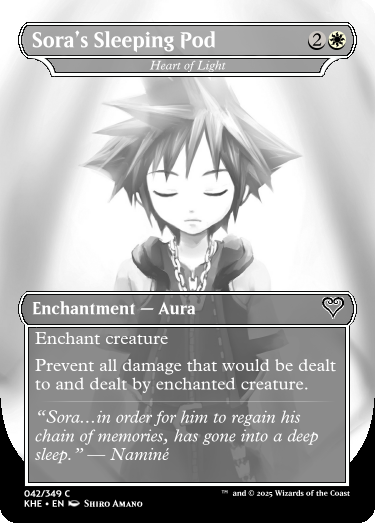 Sora's Sleeping Pod 2
Heart of Light
Enchantment — Aura
Enchant creature
Prevent all damage that would be dealt
to and dealt by enchanted creature.
“Sora…in order for him to regain his
chain of memories, has gone into a deep
sleep.” — Naminé
042/349 C
KHE • EN Shiro Amano
™ and © 2025 Wizards of the Coast